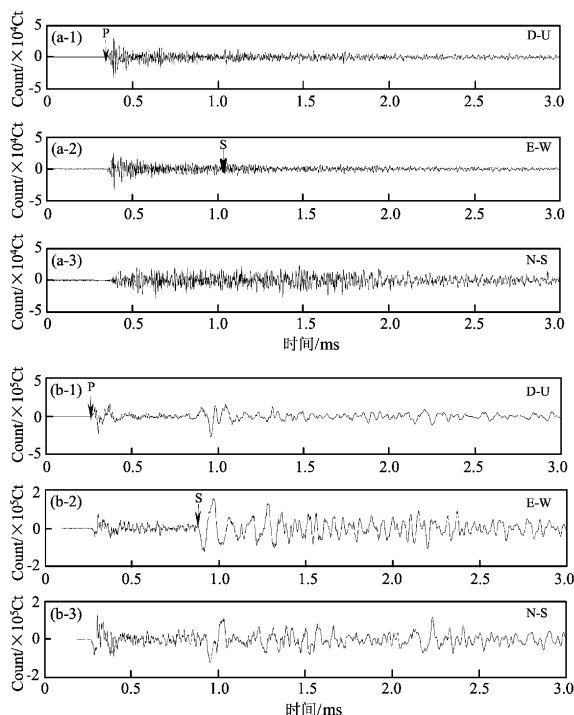 (a-1)
P
D-U
Count/×10⁴Ct
5
0
-5
0
0.5
1.0
1.5
2.0
2.5
3.0
(a-2)
S
E-W
Count/×10⁴Ct
5
0
-5
0
0.5
1.0
1.5
2.0
2.5
3.0
(a-3)
N-S
Count/×10⁴Ct
5
0
-5
0
0.5
1.0
1.5
2.0
2.5
3.0
时间/ms
(b-1)
P
D-U
Count/×10⁵Ct
5
0
-5
0
0.5
1.0
1.5
2.0
2.5
3.0
(b-2)
S
E-W
Count/×10⁵Ct
2
0
-2
0
0.5
1.0
1.5
2.0
2.5
3.0
(b-3)
N-S
Count/×10⁵Ct
2
0
-2
0
0.5
1.0
1.5
2.0
2.5
3.0
时间/ms